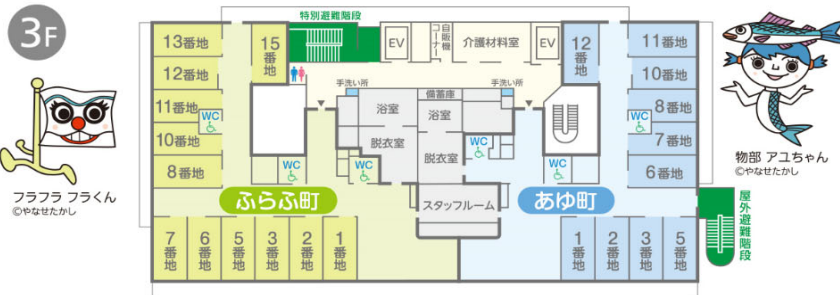 3F
特別避難階段
13番地
15番地
EV
自販機コーナー
介護材料室
EV
12番地
11番地
12番地
10番地
11番地
WC
手洗い所
備蓄庫
手洗い所
8番地
浴室
浴室
WC
10番地
7番地
脱衣室
WC
8番地
WC
WC
脱衣室
WC
6番地
フラフラ フラくん
©やなせたかし
物部 アユちゃん
©やなせたかし
ふらふ町
スタッフルーム
あゆ町
屋外避難階段
7番地
6番地
5番地
3番地
2番地
1番地
1番地
2番地
3番地
5番地